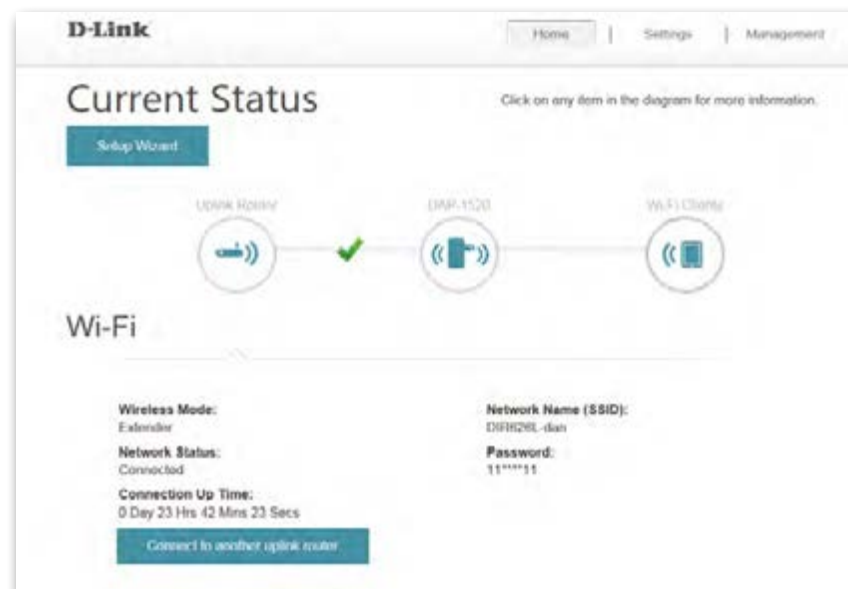 D-Link
Home | Settings | Management
Current Status
Click on any item in the diagram for more information.
Setup Wizard
Uplink Router
DAP-1520
Wi-Fi Clients
Wi-Fi
Wireless Mode:
Extender
Network Name (SSID):
DIR626L-dan
Network Status:
Connected
Password:
11****11
Connection Up Time:
0 Day 23 Hrs 42 Mins 23 Secs
Connect to another uplink router